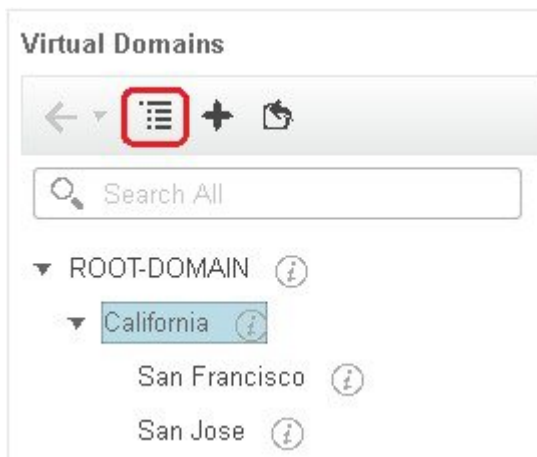 Virtual Domains
Search All
ROOT-DOMAIN
California
San Francisco
San Jose